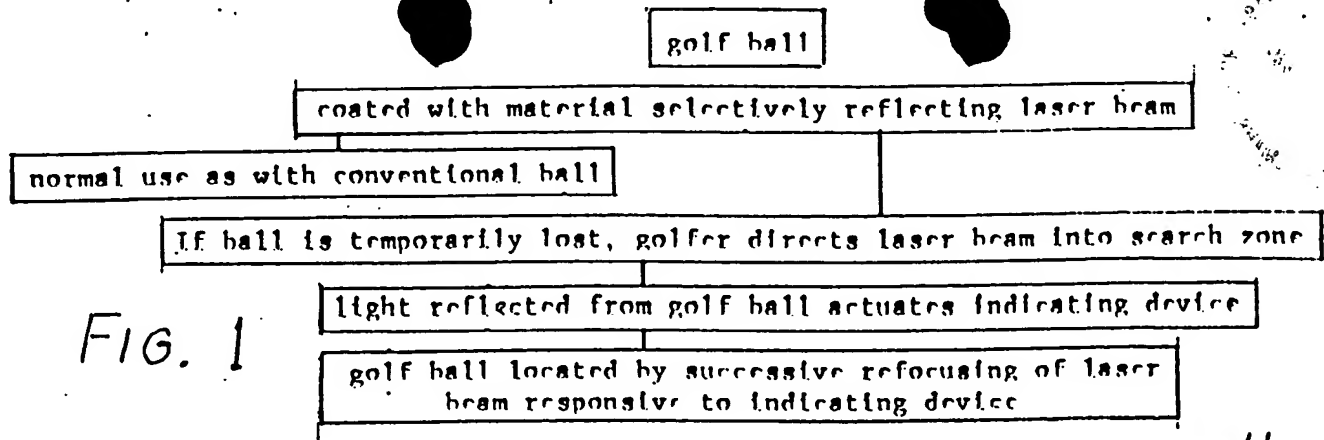 golf ball
coated with material selectively reflecting laser beam
normal use as with conventional ball
If ball is temporarily lost, golfer directs laser beam into search zone
light reflected from golf ball actuates indicating device
FIG. 1
golf ball located by successive refocusing of laser
beam responsive to indicating device